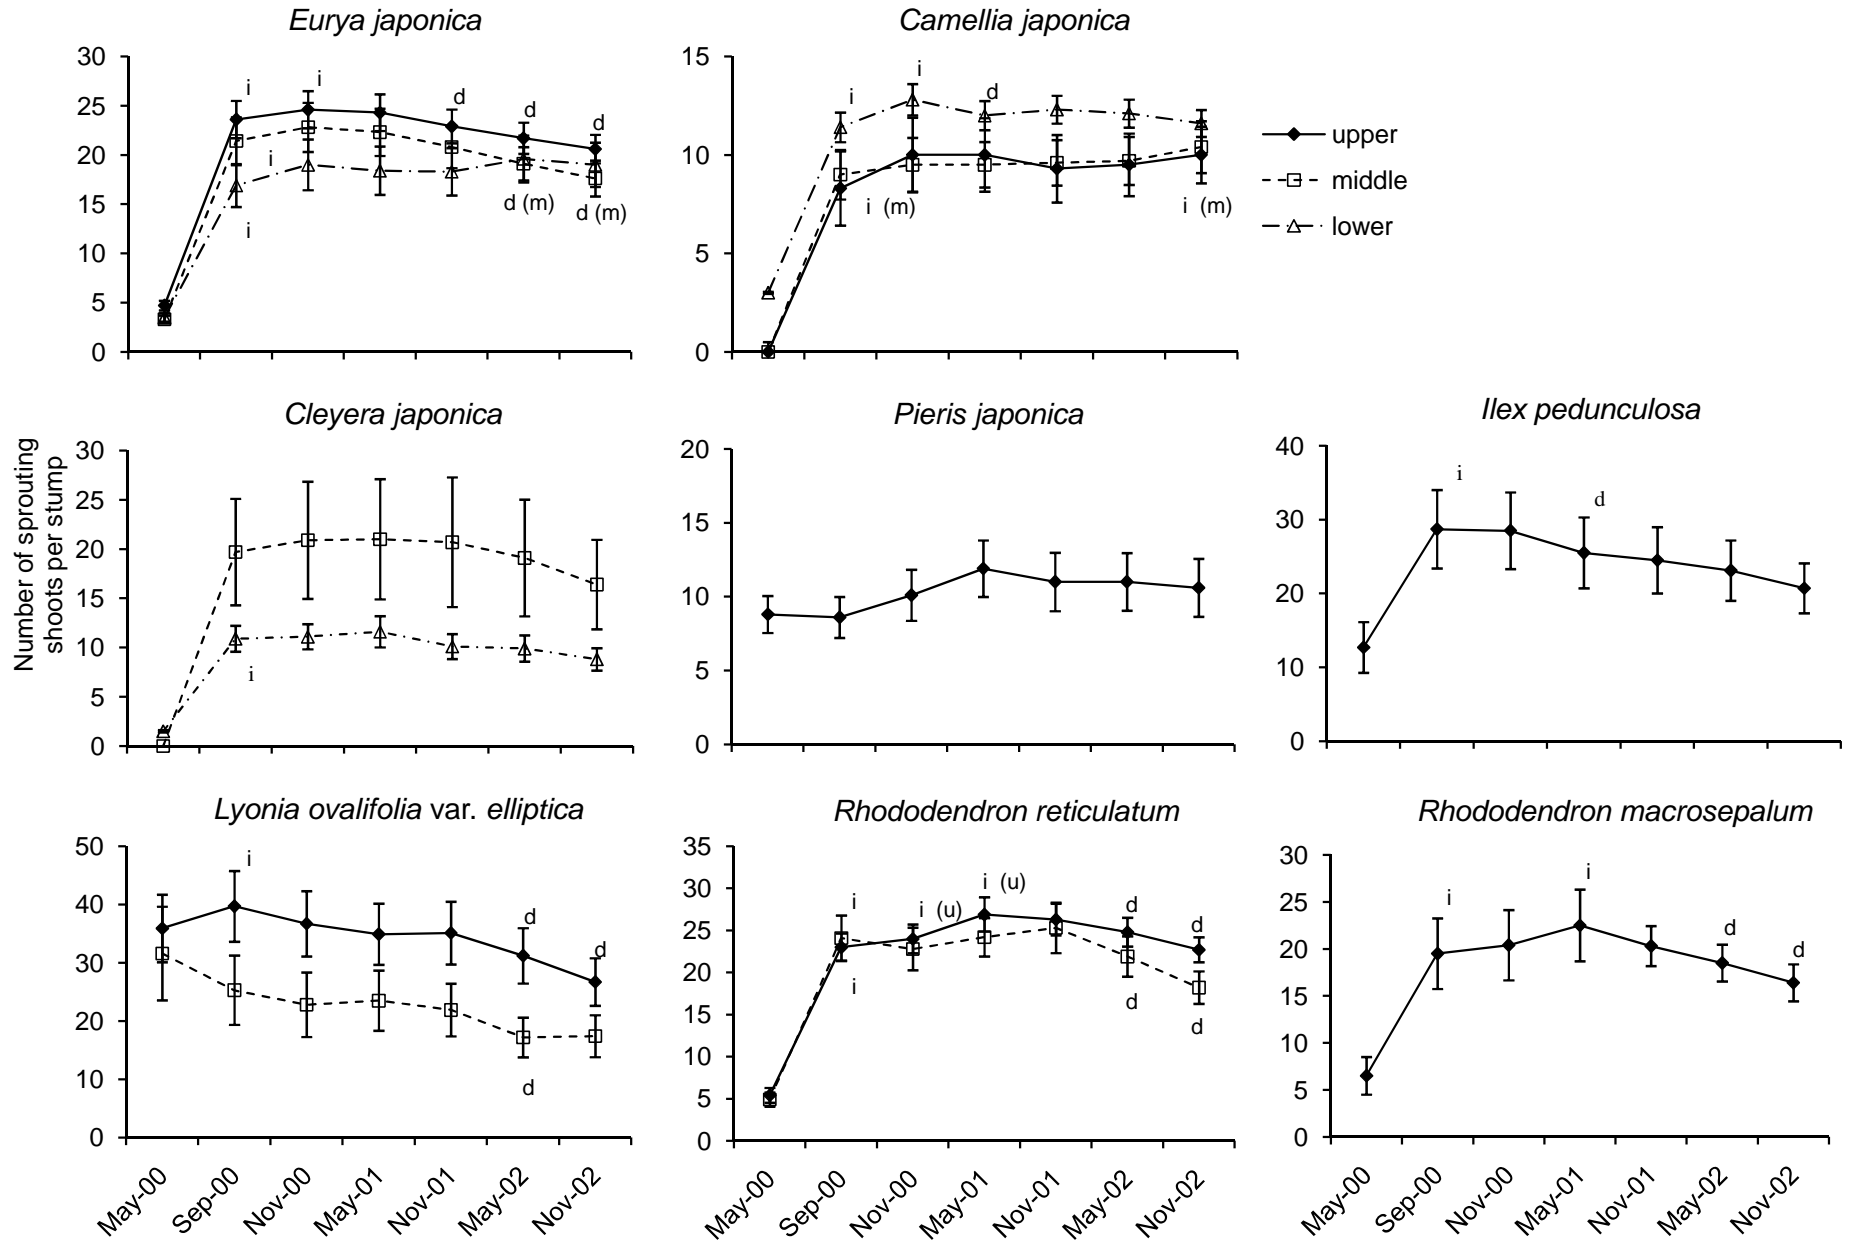 Eurya japonica
30
25
20
15
10
5
0
i
i
i
i
d
d
d
d (m)
d (m)
Camellia japonica
15
10
5
0
i
i
d
i (m)
i (m)
upper
middle
lower
Number of sprouting
shoots per stump
Cleyera japonica
30
25
20
15
10
5
0
i
Pieris japonica
20
15
10
5
0
Ilex pedunculosa
40
30
20
10
0
i
d
Lyonia ovalifolia var. elliptica
50
40
30
20
10
0
i
d
d
d
May-00
Sep-00
Nov-00
May-01
Nov-01
May-02
Nov-02
Rhododendron reticulatum
35
30
25
20
15
10
5
0
i
i (u)
i (u)
d
d
i
d
d
May-00
Sep-00
Nov-00
May-01
Nov-01
May-02
Nov-02
Rhododendron macrosepalum
30
25
20
15
10
5
0
i
i
d
d
May-00
Sep-00
Nov-00
May-01
Nov-01
May-02
Nov-02